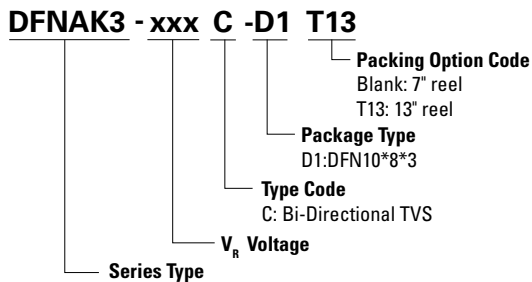 DFNAK3 - xxx C -D1 T13
Packing Option Code
Blank: 7" reel
T13: 13" reel
Package Type
D1:DFN10*8*3
Type Code
C: Bi-Directional TVS
VR Voltage
Series Type